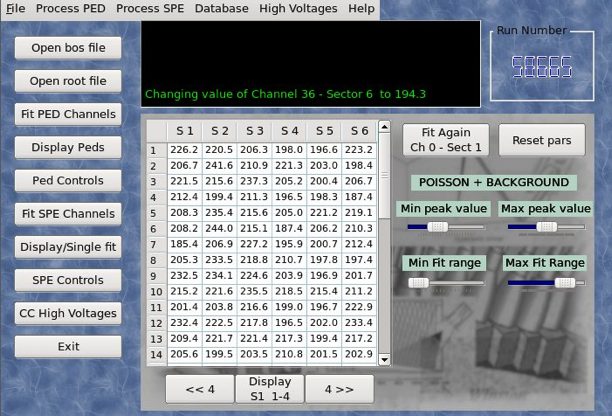 File Process PED Process SPE Database High Voltages Help
Open bos file
Open root file
Fit PED Channels
Display Peds
Ped Controls
Fit SPE Channels
Display/Single fit
SPE Controls
CC High Voltages
Exit
Changing value of Channel 36 - Sector 6 to 194.3
Run Number
S 1 S 2 S 3 S 4 S 5 S 6
1 226.2 220.5 206.3 198.0 196.6 223.2
2 206.7 241.6 210.9 221.3 203.0 198.4
3 221.5 215.6 237.3 205.2 200.4 206.7
4 212.4 199.4 211.3 196.5 198.3 187.4
5 208.3 235.4 215.6 205.0 221.2 219.1
6 208.2 244.0 215.1 187.4 206.2 210.3
7 185.4 206.9 227.2 195.9 200.7 212.4
8 205.3 233.5 218.8 210.7 197.8 197.4
9 232.5 234.1 224.6 203.9 196.9 201.7
10 215.2 221.6 235.5 218.5 215.4 211.2
11 201.4 203.8 216.6 199.0 196.7 222.9
12 232.4 222.5 217.8 196.5 202.0 233.4
13 209.4 221.7 221.4 217.3 199.4 217.2
14 205.6 199.5 203.5 210.8 201.5 202.9
<< 4
Display
S1 1-4
4 >>
Fit Again
Ch 0 - Sect 1
Reset pars
POISSON + BACKGROUND
Min peak value Max peak value
Min Fit range Max Fit Range